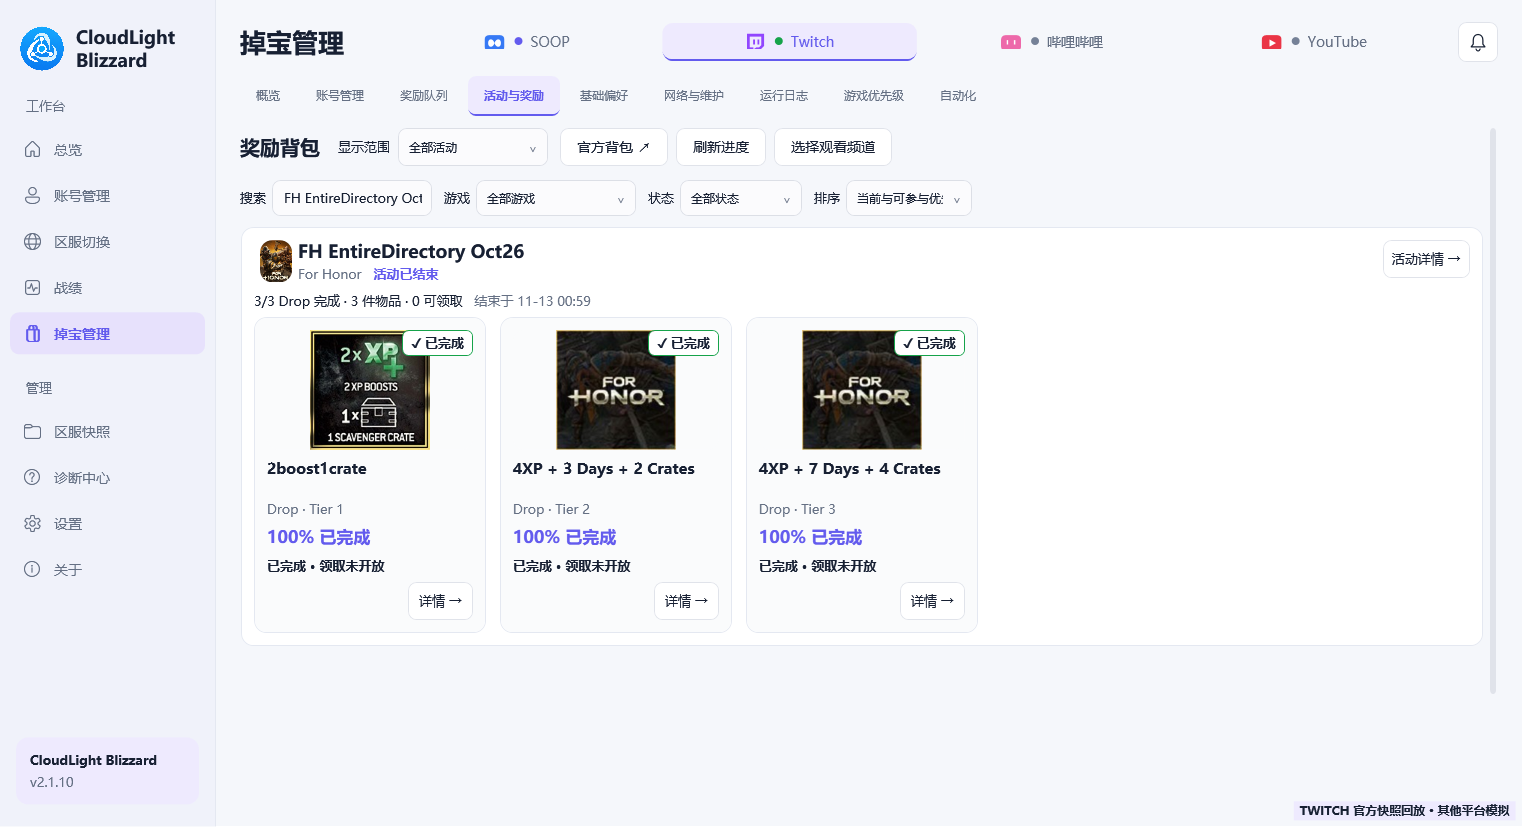 CloudLight
Blizzard
工作台
总览
账号管理
区服切换
战绩
掉宝管理
管理
区服快照
诊断中心
设置
关于
CloudLight Blizzard
v2.1.10
掉宝管理
SOOP
Twitch
哔哩哔哩
YouTube
概览
账号管理
奖励队列
活动与奖励
基础偏好
网络与维护
运行日志
游戏优先级
自动化
奖励背包
显示范围
全部活动
官方背包 ↗
刷新进度
选择观看频道
搜索
FH EntireDirectory Oct
游戏
全部游戏
状态
全部状态
排序
当前与可参与优
FH EntireDirectory Oct26
For Honor 活动已结束
活动详情 →
3/3 Drop 完成 · 3 件物品 · 0 可领取 结束于 11-13 00:59
✓ 已完成
2x XP+
2 XP BOOSTS
1x
1 SCAVENGER CRATE
2boost1crate
Drop · Tier 1
100% 已完成
已完成 • 领取未开放
详情 →
✓ 已完成
FOR
HONOR
4XP + 3 Days + 2 Crates
Drop · Tier 2
100% 已完成
已完成 • 领取未开放
详情 →
✓ 已完成
FOR
HONOR
4XP + 7 Days + 4 Crates
Drop · Tier 3
100% 已完成
已完成 • 领取未开放
详情 →
TWITCH 官方快照回放 • 其他平台模拟